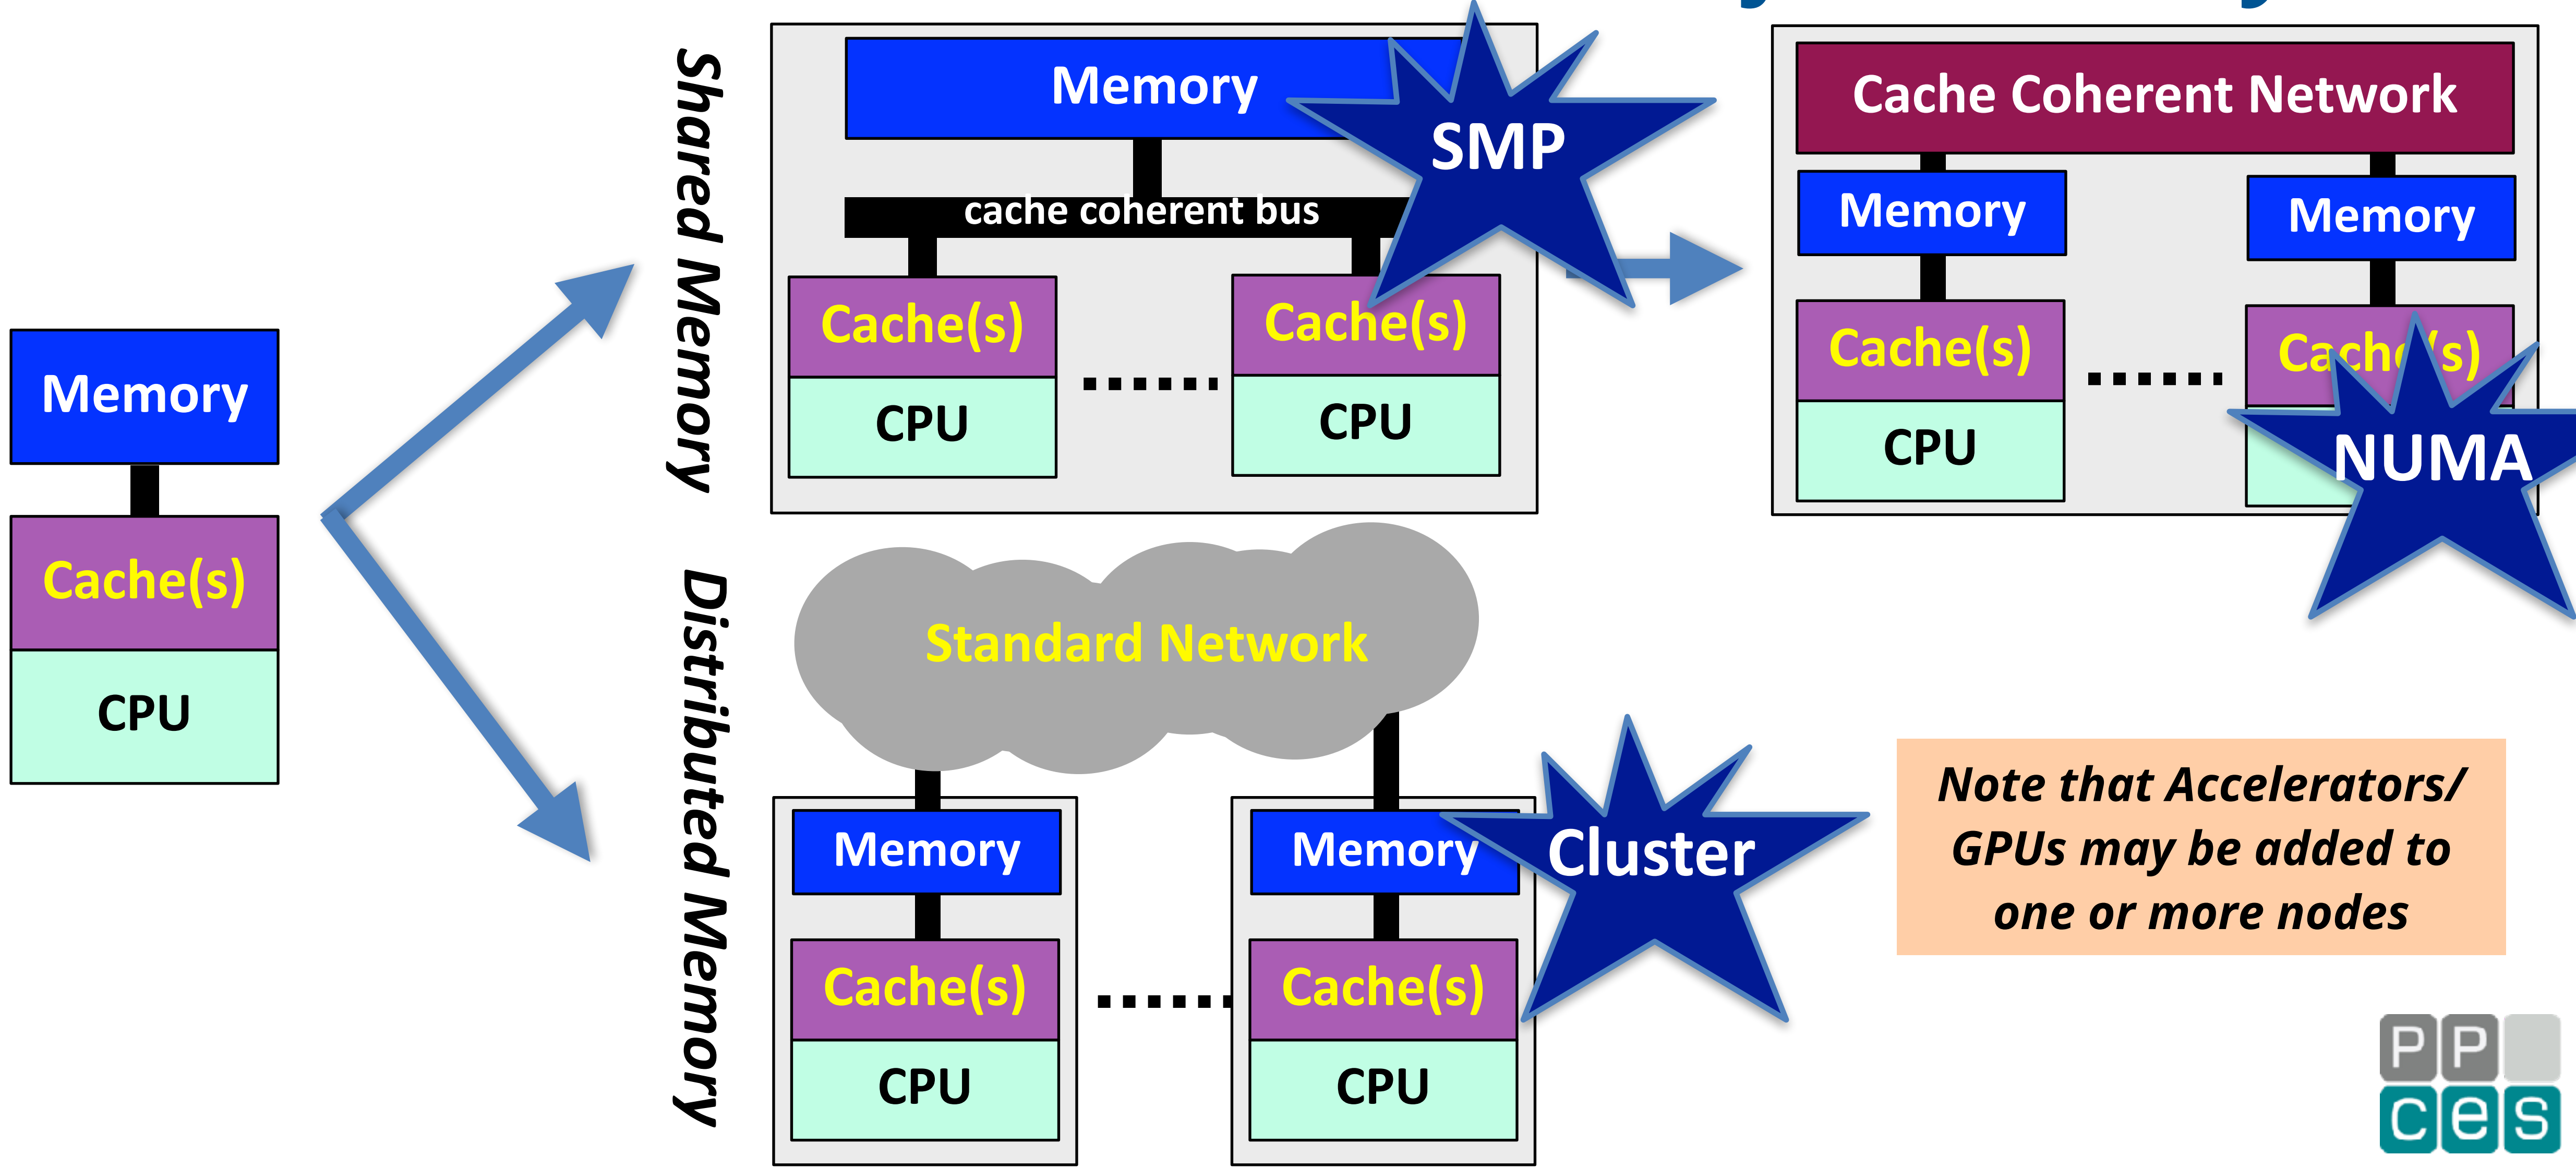 Memory
Cache(s)
CPU
Shared Memory
Memory
SMP
cache coherent bus
Cache(s)
CPU
Cache(s)
CPU
Cache Coherent Network
Memory
Memory
Cache(s)
CPU
Cache(s)
NUMA
Distributed Memory
Standard Network
Memory
Memory
Cluster
Cache(s)
CPU
Cache(s)
CPU
Note that Accelerators/
GPUs may be added to
one or more nodes
PP
ces